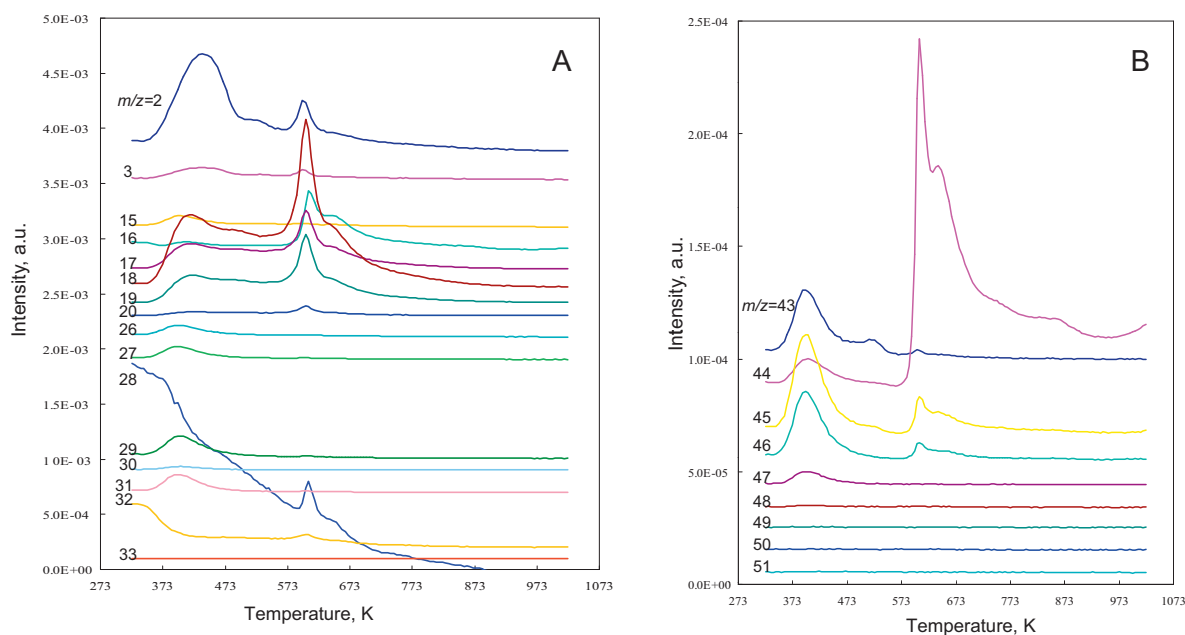 A
5.0E-03
4.5E-03
4.0E-03
3.5E-03
3.0E-03
2.5E-03
2.0E-03
1.5E-03
1.0E-03
5.0E-04
0.0E+00
Intensity, a.u.
m/z=2
3
15
16
17
18
19
20
26
27
28
29
30
31
32
33
273 373 473 573 673 773 873 973 1073
Temperature, K
B
2.5E-04
2.0E-04
1.5E-04
1.0E-04
5.0E-05
0.0E+00
Intensity, a.u.
m/z=43
44
45
46
47
48
49
50
51
273 373 473 573 673 773 873 973 1073
Temperature, K